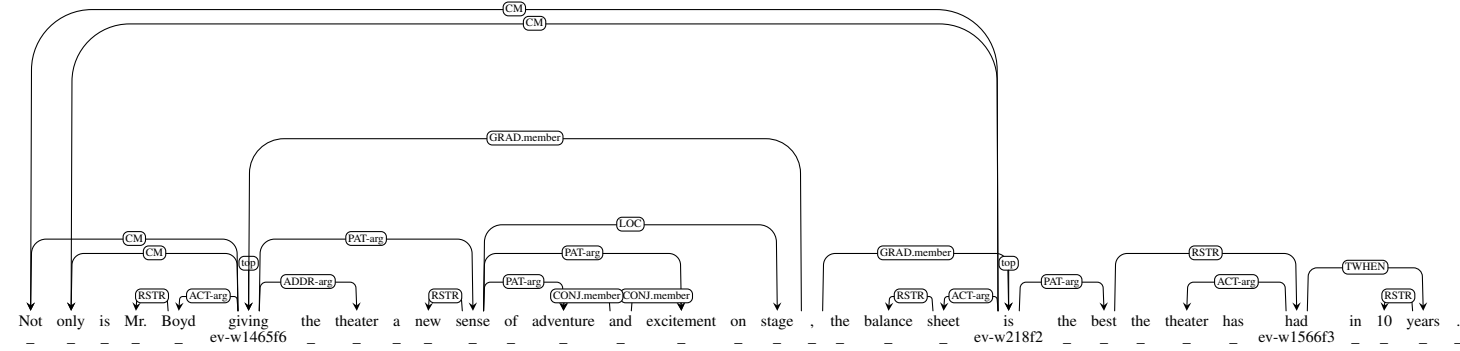 CM
CM
GRAD.member
LOC
CM PAT-arg
CM PAT-arg GRAD.member RSTR
top top TWHEN
ADDR-arg PAT-arg PAT-arg ACT-arg
RSTR ACT-arg RSTR CONJ.member CONJ.member RSTR ACT-arg RSTR
Not only is Mr. Boyd giving the theater a new sense of adventure and excitement on stage , the balance sheet is the best the theater has had in 10 years .
_ _ _ _ _ ev-w1465f6 _ _ _ _ _ _ _ _ _ _ _ _ _ _ _ ev-w218f2 _ _ _ _ _ ev-w1566f3 _ _ _ _